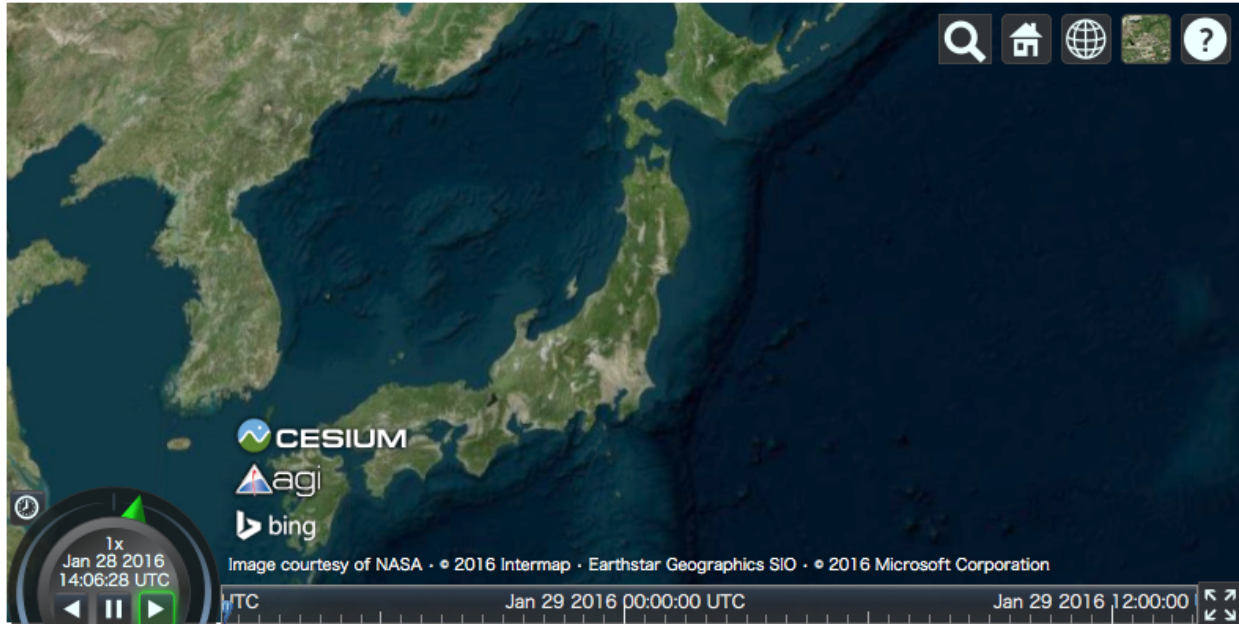 ?
CESIUM
agi
bing
Image courtesy of NASA · © 2016 Intermap · Earthstar Geographics SIO · © 2016 Microsoft Corporation
1x
Jan 28 2016
14:06:28 UTC
UTC
Jan 29 2016 00:00:00 UTC
Jan 29 2016 12:00:00